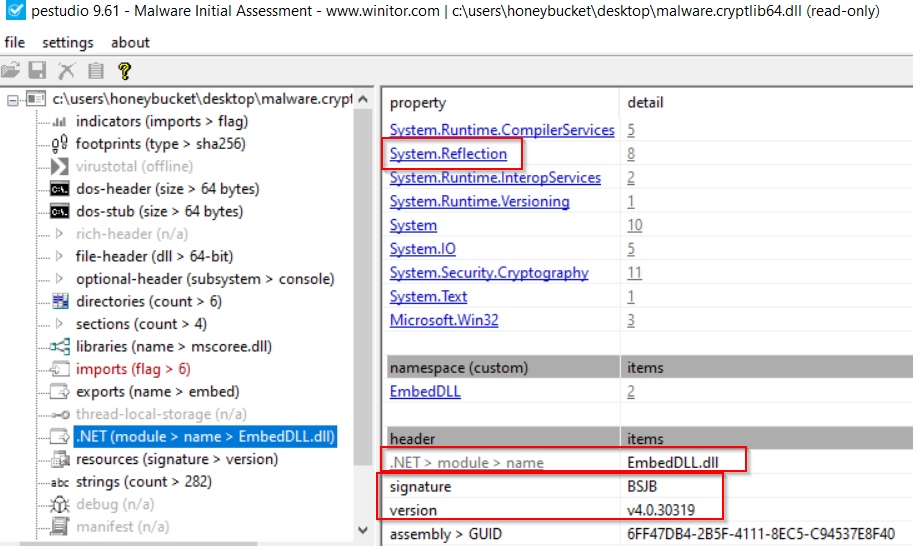 pestudio 9.61 - Malware Initial Assessment - www.winitor.com | c:\users\honeybucket\desktop\malware.cryptlib64.dll (read-only)
file settings about
c:\users\honeybucket\desktop\malware.crypt
indicators (imports > flag)
footprints (type > sha256)
virustotal (offline)
dos-header (size > 64 bytes)
dos-stub (size > 64 bytes)
rich-header (n/a)
file-header (dll > 64-bit)
optional-header (subsystem > console)
directories (count > 6)
sections (count > 4)
libraries (name > mscoree.dll)
imports (flag > 6)
exports (name > embed)
thread-local-storage (n/a)
.NET (module > name > EmbedDLL.dll)
resources (signature > version)
abc strings (count > 282)
debug (n/a)
manifest (n/a)
property detail
System.Runtime.CompilerServices 5
System.Reflection 8
System.Runtime.InteropServices 2
System.Runtime.Versioning 1
System 10
System.IO 5
System.Security.Cryptography 11
System.Text 1
Microsoft.Win32 3
namespace (custom) items
EmbedDLL 2
header items
.NET > module > name EmbedDLL.dll
signature BSJB
version v4.0.30319
assembly > GUID 6FF47DB4-2B5F-4111-8EC5-C94537E8F40